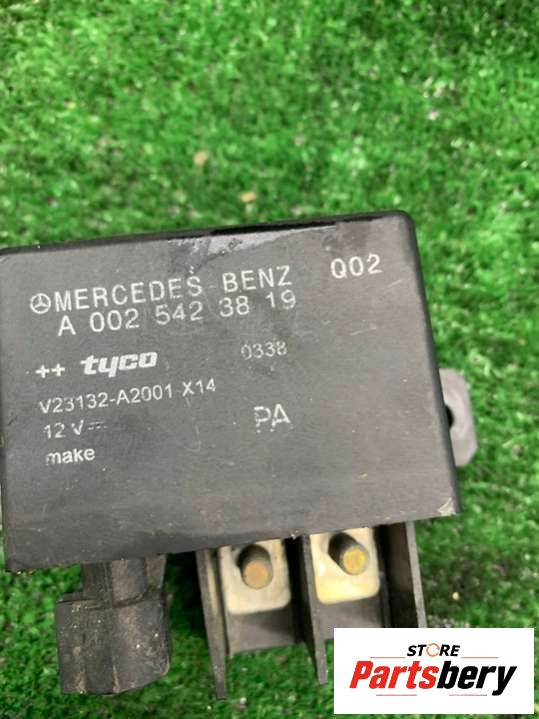 MERCEDES-BENZ Q02
A 002 542 38 19
++ tyco 0338
V23132-A2001-X14
12 V PA
make
STORE
Partsbery